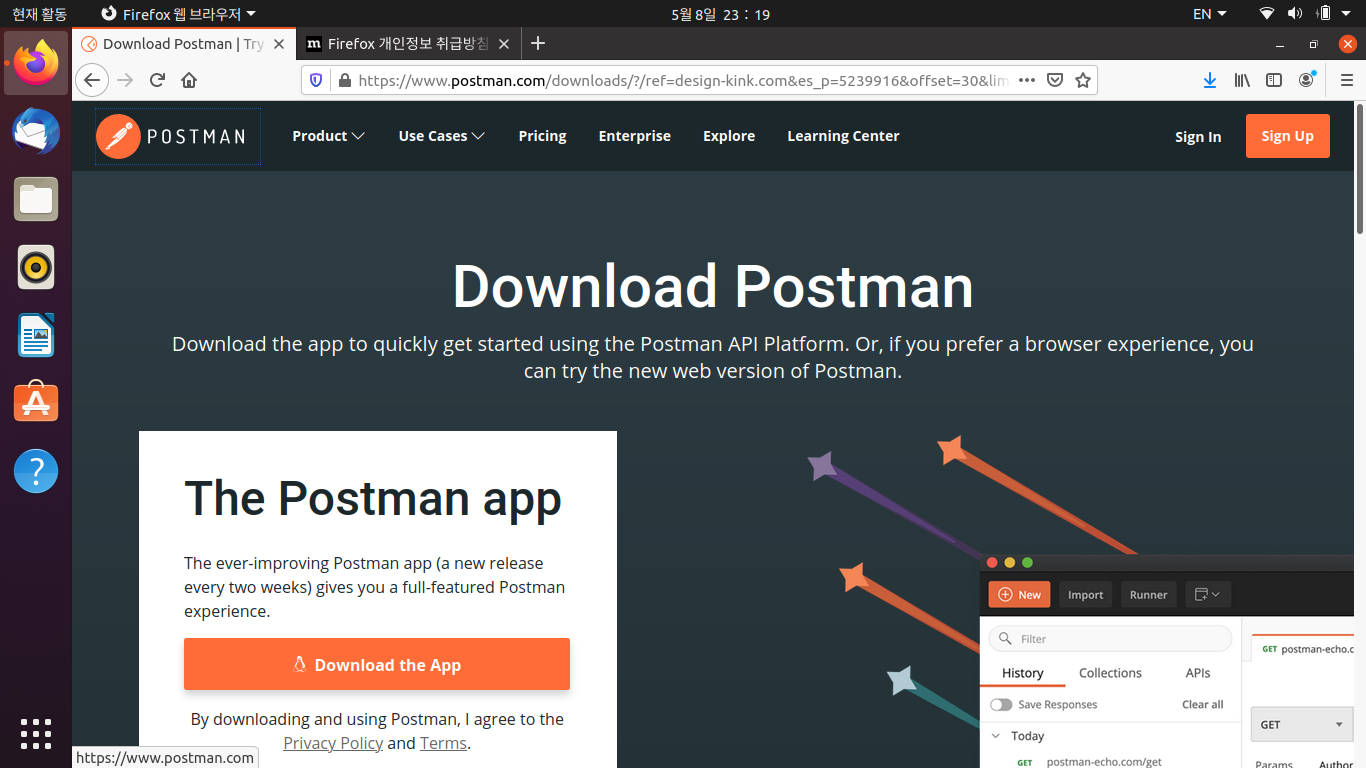 현재 활동
Firefox 웹 브라우저
5월 8일 23 : 19
EN
Download Postman | Try
Firefox 개인정보 취급방침
https://www.postman.com/downloads/?/ref=design-kink.com&es_p=5239916&offset=30&lim
POSTMAN
Product
Use Cases
Pricing
Enterprise
Explore
Learning Center
Sign In
Sign Up
Download Postman
Download the app to quickly get started using the Postman API Platform. Or, if you prefer a browser experience, you
can try the new web version of Postman.
The Postman app
The ever-improving Postman app (a new release
every two weeks) gives you a full-featured Postman
experience.
Download the App
By downloading and using Postman, I agree to the
Privacy Policy and Terms.
New
Import
Runner
Filter
History
Collections
APIs
Save Responses
Clear all
Today
GET postman-echo.com/get
GET postman-echo.c
GET
Params
Author
https://www.postman.com